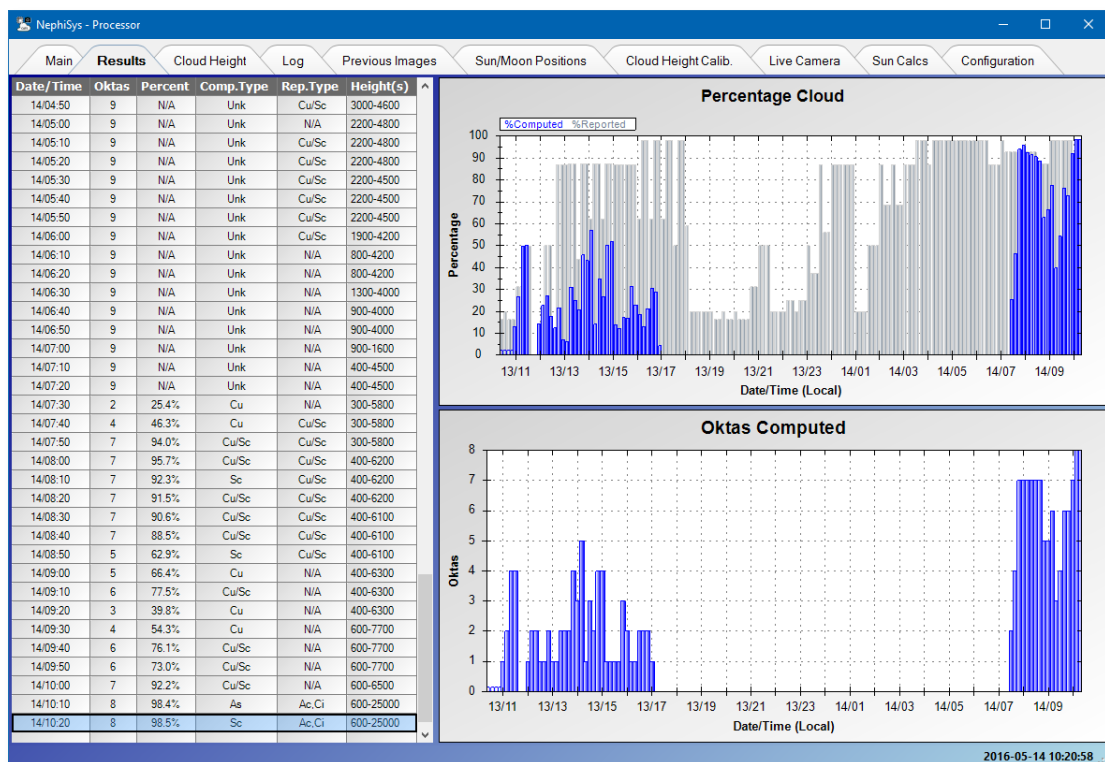 NephiSys - Processor
Main Results Cloud Height Log Previous Images Sun/Moon Positions Cloud Height Calib. Live Camera Sun Calcs Configuration
Date/Time Oktas Percent Comp.Type Rep.Type Height(s)
14/04:50 9 N/A Unk Cu/Sc 3000-4600
14/05:00 9 N/A Unk N/A 2200-4800
14/05:10 9 N/A Unk Cu/Sc 2200-4800
14/05:20 9 N/A Unk Cu/Sc 2200-4800
14/05:30 9 N/A Unk Cu/Sc 2200-4500
14/05:40 9 N/A Unk Cu/Sc 2200-4500
14/05:50 9 N/A Unk Cu/Sc 2200-4500
14/06:00 9 N/A Unk Cu/Sc 1900-4200
14/06:10 9 N/A Unk N/A 800-4200
14/06:20 9 N/A Unk N/A 800-4200
14/06:30 9 N/A Unk N/A 1300-4000
14/06:40 9 N/A Unk N/A 900-4000
14/06:50 9 N/A Unk N/A 900-4000
14/07:00 9 N/A Unk N/A 900-1600
14/07:10 9 N/A Unk N/A 400-4500
14/07:20 9 N/A Unk N/A 400-4500
14/07:30 2 25.4% Cu N/A 300-5800
14/07:40 4 46.3% Cu Cu/Sc 300-5800
14/07:50 7 94.0% Cu/Sc Cu/Sc 300-5800
14/08:00 7 95.7% Cu/Sc Cu/Sc 400-6200
14/08:10 7 92.3% Sc Cu/Sc 400-6200
14/08:20 7 91.5% Cu/Sc Cu/Sc 400-6200
14/08:30 7 90.6% Cu/Sc Cu/Sc 400-6100
14/08:40 7 88.5% Cu/Sc Cu/Sc 400-6100
14/08:50 5 62.9% Sc Cu/Sc 400-6100
14/09:00 5 66.4% Cu N/A 400-6300
14/09:10 6 77.5% Cu/Sc N/A 400-6300
14/09:20 3 39.8% Cu N/A 400-6300
14/09:30 4 54.3% Cu N/A 600-7700
14/09:40 6 76.1% Cu/Sc N/A 600-7700
14/09:50 6 73.0% Cu/Sc N/A 600-7700
14/10:00 7 92.2% Cu/Sc N/A 600-6500
14/10:10 8 98.4% As Ac,Ci 600-25000
14/10:20 8 98.5% Sc Ac,Ci 600-25000
Percentage Cloud
%Computed %Reported
100
90
80
70
60
50
40
30
20
10
0
Percentage
13/11 13/13 13/15 13/17 13/19 13/21 13/23 14/01 14/03 14/05 14/07 14/09
Date/Time (Local)
Oktas Computed
8
7
6
5
4
3
2
1
0
Oktas
13/11 13/13 13/15 13/17 13/19 13/21 13/23 14/01 14/03 14/05 14/07 14/09
Date/Time (Local)
2016-05-14 10:20:58